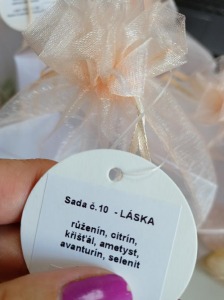 Sada č.10 - LÁSKA
růženín, citrín,
křišťál, ametyst,
avanturín, selenit